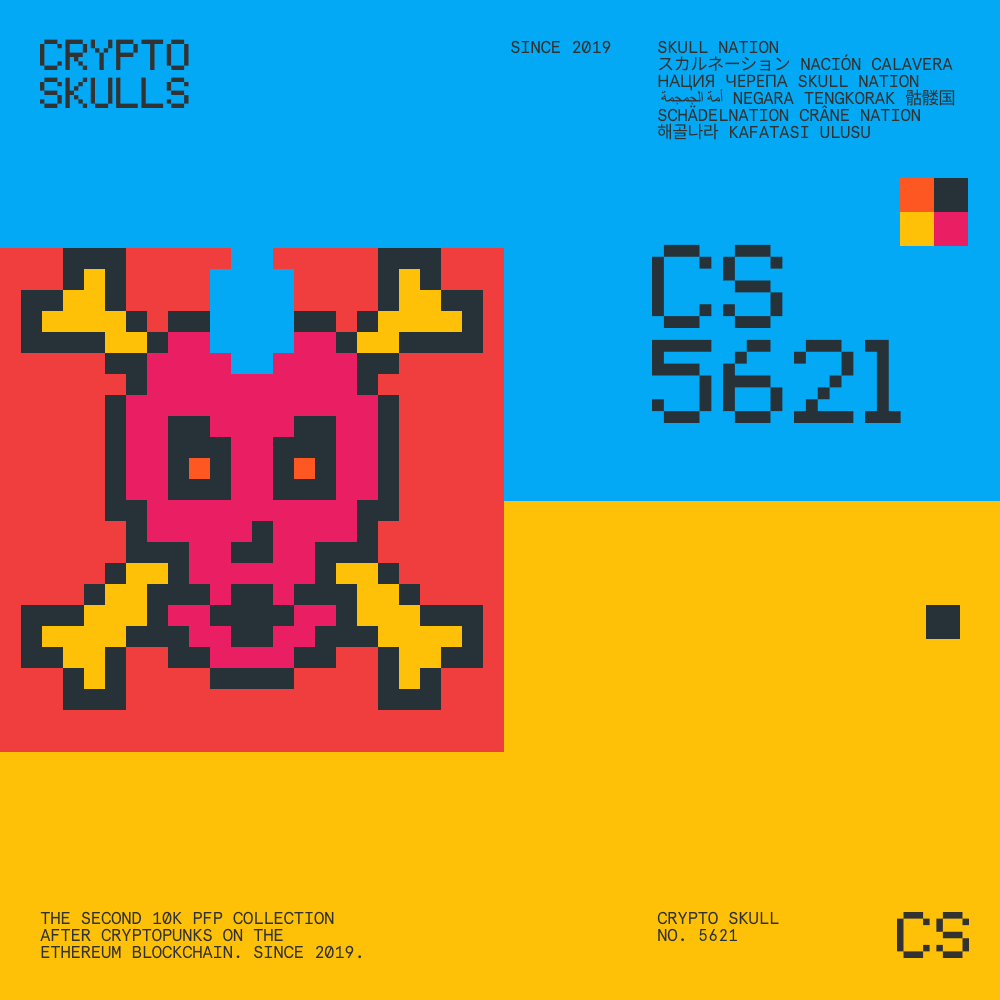 CRYPTO
SKULLS
SINCE 2019
SKULL NATION
スカルネーション NACIÓN CALAVERA
НАЦИЯ ЧЕРЕПА SKULL NATION
أمة الجمجمة NEGARA TENGKORAK 骷髅国
SCHÄDELNATION CRÂNE NATION
해골나라 KAFATASI ULUSU
CS
5621
THE SECOND 10K PFP COLLECTION
AFTER CRYPTOPUNKS ON THE
ETHEREUM BLOCKCHAIN. SINCE 2019.
CRYPTO SKULL
NO. 5621
CS